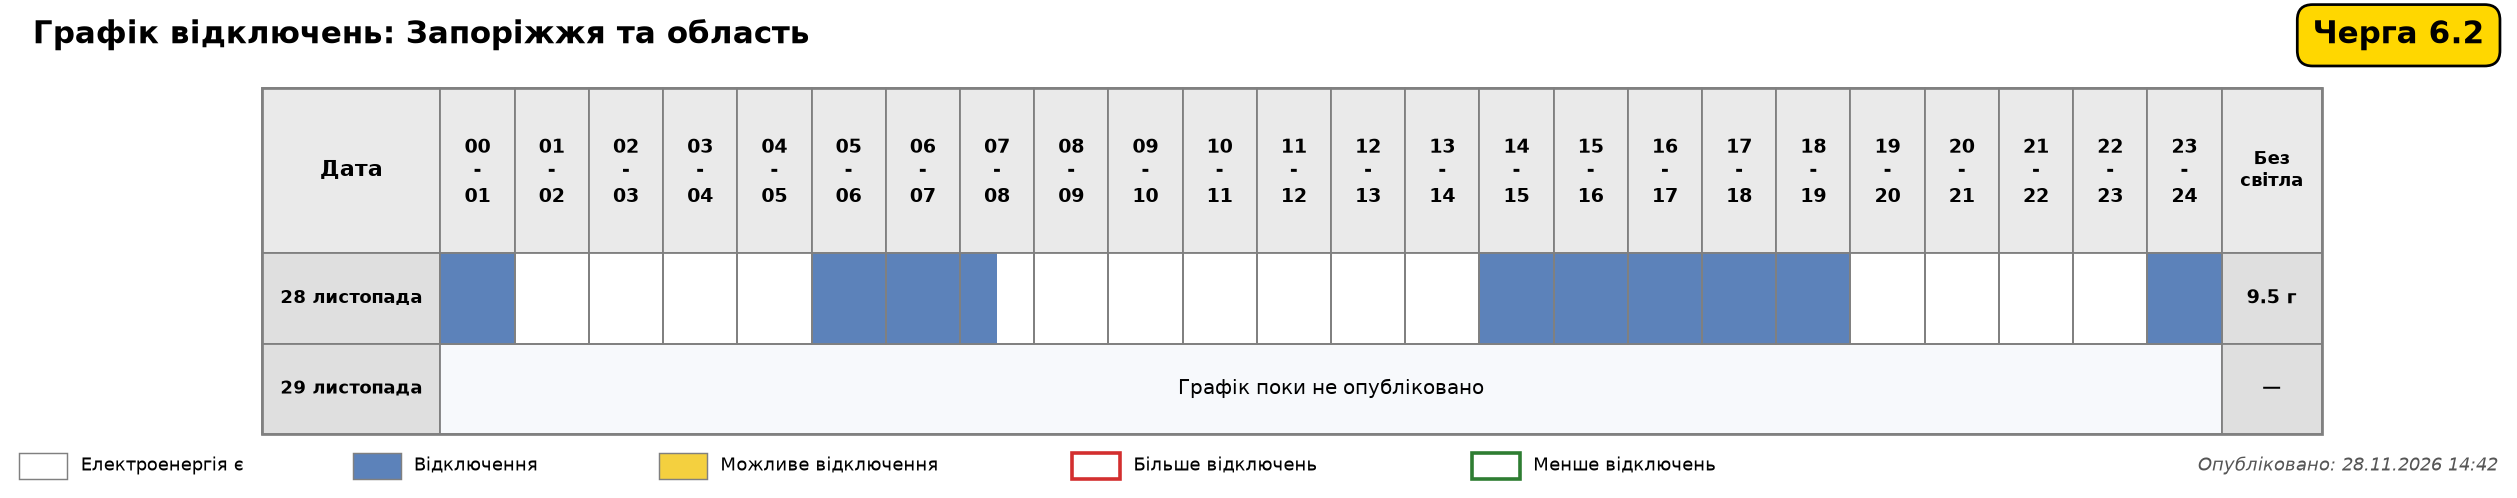 Графік відключень: Запоріжжя та область
Черга 6.2
Дата
00 - 01
01 - 02
02 - 03
03 - 04
04 - 05
05 - 06
06 - 07
07 - 08
08 - 09
09 - 10
10 - 11
11 - 12
12 - 13
13 - 14
14 - 15
15 - 16
16 - 17
17 - 18
18 - 19
19 - 20
20 - 21
21 - 22
22 - 23
23 - 24
Без
світла
28 листопада
9.5 г
29 листопада
Графік поки не опубліковано
—
Електроенергія є
Відключення
Можливе відключення
Більше відключень
Менше відключень
Опубліковано: 28.11.2026 14:42